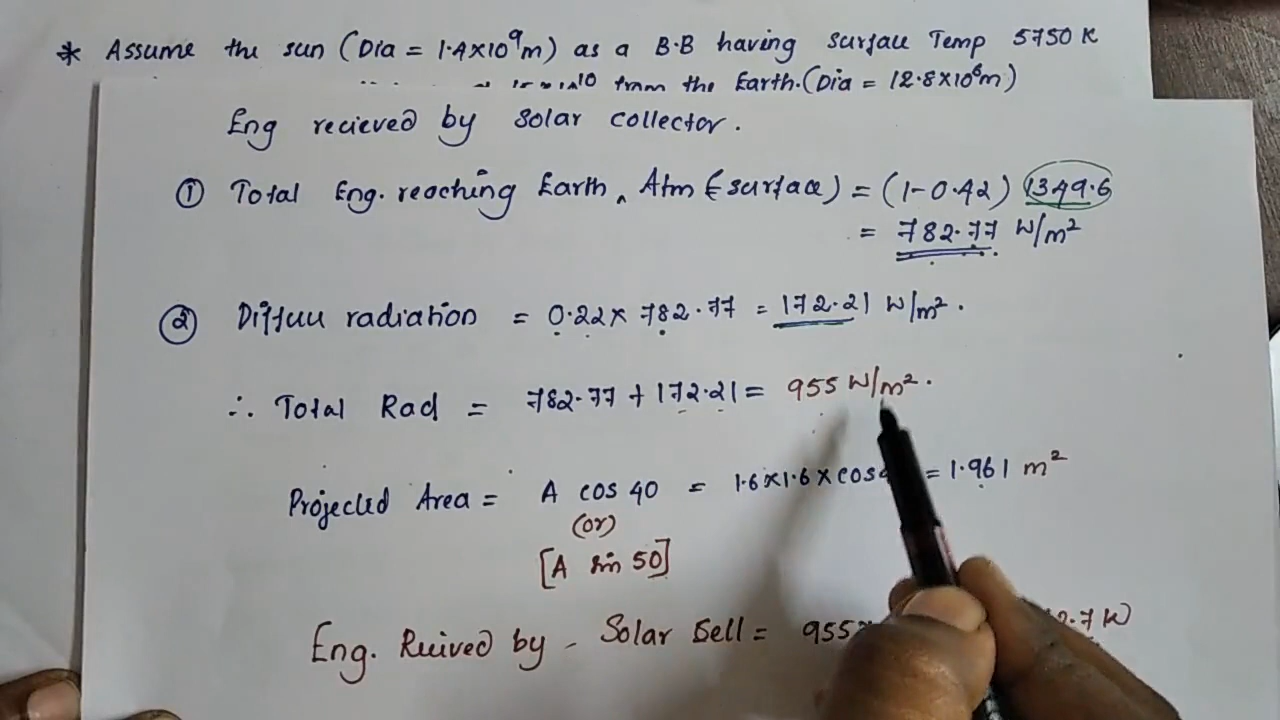 * Assume the sun (Dia = 1.4×10⁹m) as a B.B having surface Temp 5750 K
from the Earth. (Dia = 12.8×10⁶m)
Eng recieved by solar collector.
① Total Eng. reaching Earth ^ Atm (surface) = (1-0.42) 1349.6
= 782.77 W/m²
② Diffuse radiation = 0.22× 782.77 = 172.21 W/m².
∴ Total Rad = 782.77 + 172.21 = 955 W/m².
Projected Area = A cos 40 = 1.6×1.6× cos = 1.961 m²
(or)
[A sin 50]
Eng. Recived by - Solar Sell = 955 2.7 W